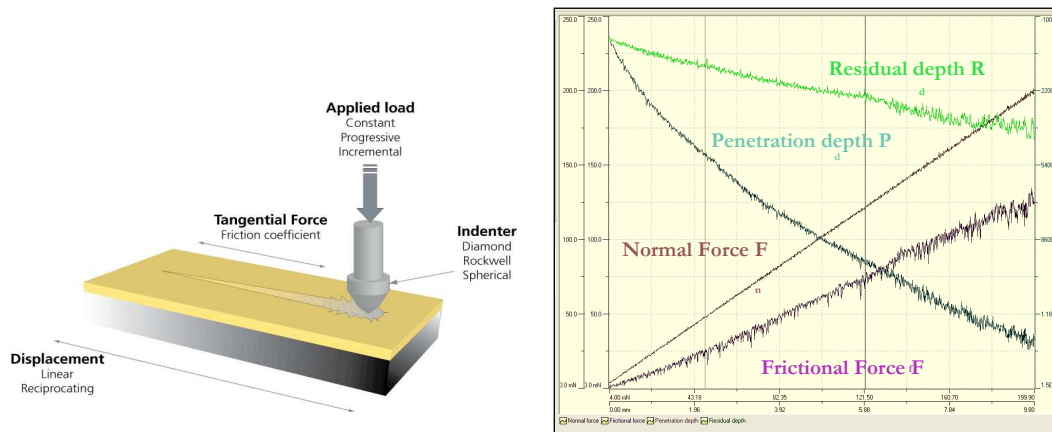 Applied load
Constant
Progressive
Incremental
Tangential Force
Friction coefficient
Indenter
Diamond
Rockwell
Spherical
Displacement
Linear
Reciprocating
250.0 250.0
200.0 200.0
150.0 150.0
100.0 100.0
50.0 50.0
0.0 mN 0.0 mN
-100
2200
5400
8600
Residual depth R
d
Penetration depth P
d
Normal Force F
n
Frictional Force F
f
4.00 mN 43.18 82.35 121.50 160.70 199.90
0.00 mm 1.96 3.92 5.88 7.84 9.80
Normal force Frictional force Penetration depth Residual depth